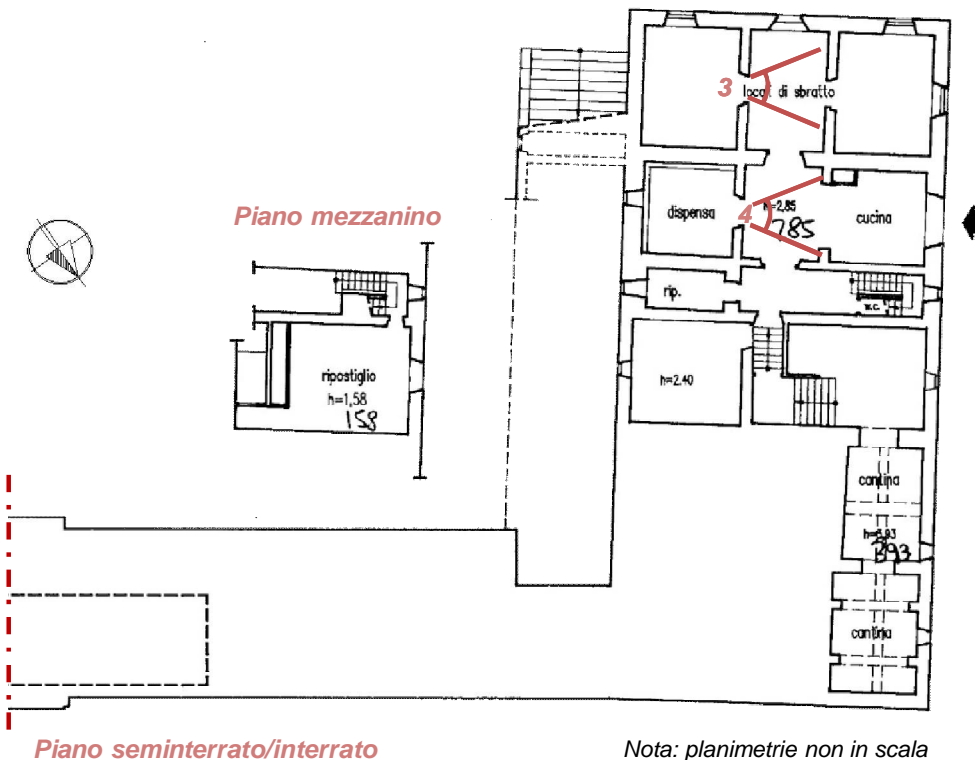 3
locali di sbratto
Piano mezzanino
dispensa
4
h=2,85
785
cucina
rip.
w.c.
ripostiglio
h=1,58
158
h=2.40
cantina
h=3,93
393
cantina
Piano seminterrato/interrato
Nota: planimetrie non in scala